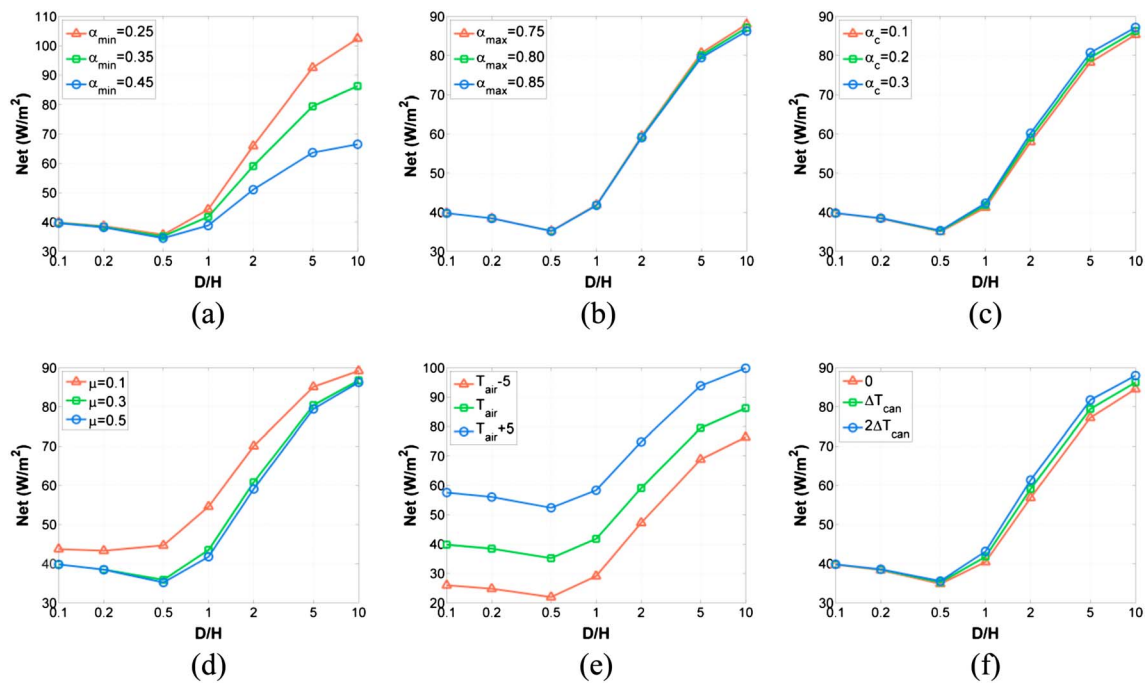 110
100
90
80
70
60
50
40
30
Net (W/m²)
α_min=0.25
α_min=0.35
α_min=0.45
0.1 0.2 0.5 1 2 5 10
D/H
(a)
90
80
70
60
50
40
30
Net (W/m²)
α_max=0.75
α_max=0.80
α_max=0.85
0.1 0.2 0.5 1 2 5 10
D/H
(b)
90
80
70
60
50
40
30
Net (W/m²)
α_c=0.1
α_c=0.2
α_c=0.3
0.1 0.2 0.5 1 2 5 10
D/H
(c)
90
80
70
60
50
40
30
Net (W/m²)
μ=0.1
μ=0.3
μ=0.5
0.1 0.2 0.5 1 2 5 10
D/H
(d)
100
90
80
70
60
50
40
30
20
Net (W/m²)
T_air-5
T_air
T_air+5
0.1 0.2 0.5 1 2 5 10
D/H
(e)
90
80
70
60
50
40
30
Net (W/m²)
0
ΔT_can
2ΔT_can
0.1 0.2 0.5 1 2 5 10
D/H
(f)